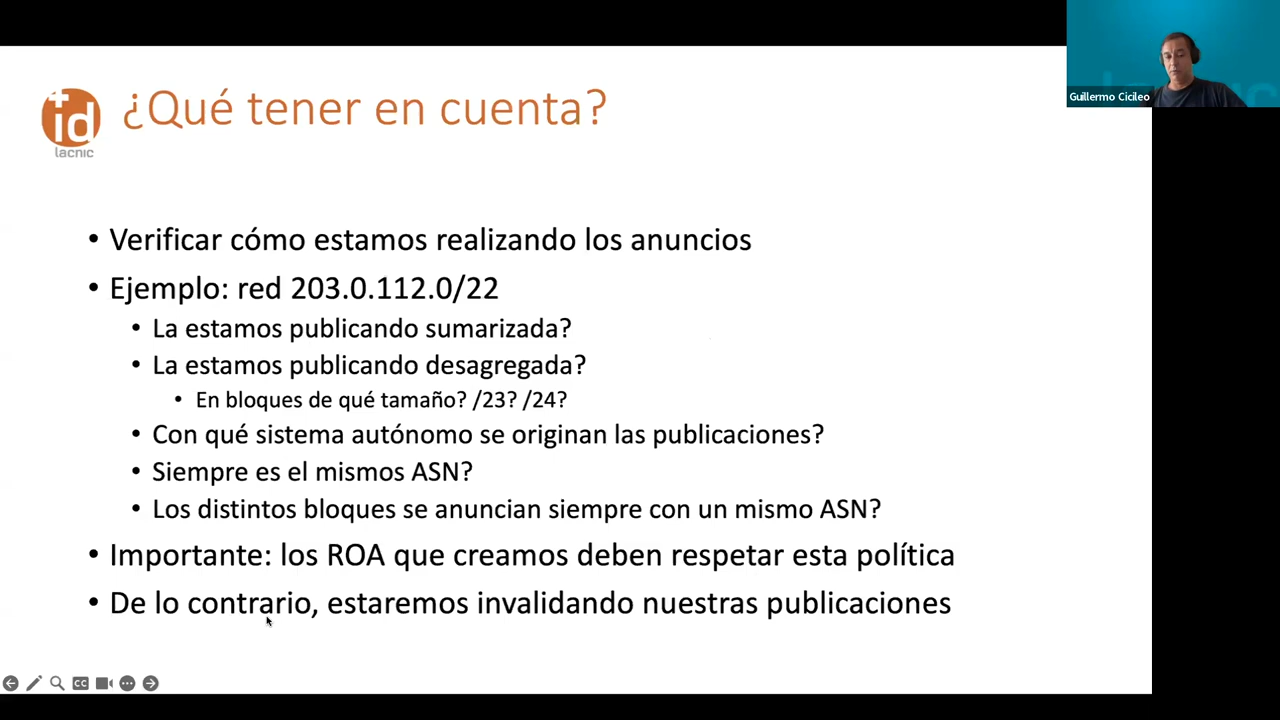 id
lacnic
¿Qué tener en cuenta?
Guillermo Cicileo
• Verificar cómo estamos realizando los anuncios
• Ejemplo: red 203.0.112.0/22
• La estamos publicando sumarizada?
• La estamos publicando desagregada?
• En bloques de qué tamaño? /23? /24?
• Con qué sistema autónomo se originan las publicaciones?
• Siempre es el mismos ASN?
• Los distintos bloques se anuncian siempre con un mismo ASN?
• Importante: los ROA que creamos deben respetar esta política
• De lo contrario, estaremos invalidando nuestras publicaciones
CC